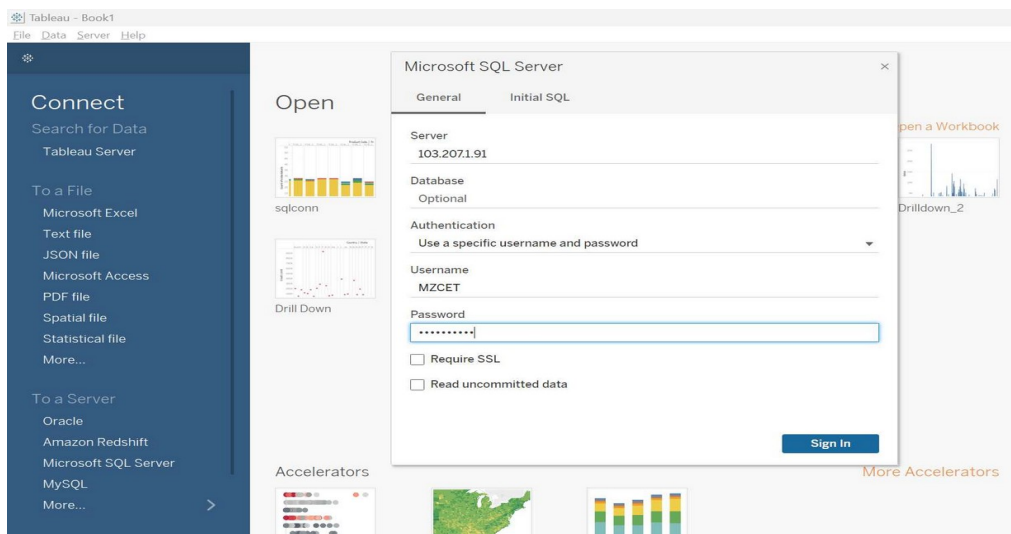 Tableau - Book1
File Data Server Help
Connect
Search for Data
Tableau Server
To a File
Microsoft Excel
Text file
JSON file
Microsoft Access
PDF file
Spatial file
Statistical file
More...
To a Server
Oracle
Amazon Redshift
Microsoft SQL Server
MySQL
More...
Open
pen a Workbook
sqlconn
Drill Down
Drilldown_2
Microsoft SQL Server
General Initial SQL
Server
103.207.1.91
Database
Optional
Authentication
Use a specific username and password
Username
MZCET
Password
Require SSL
Read uncommitted data
Sign In
Accelerators
More Accelerators